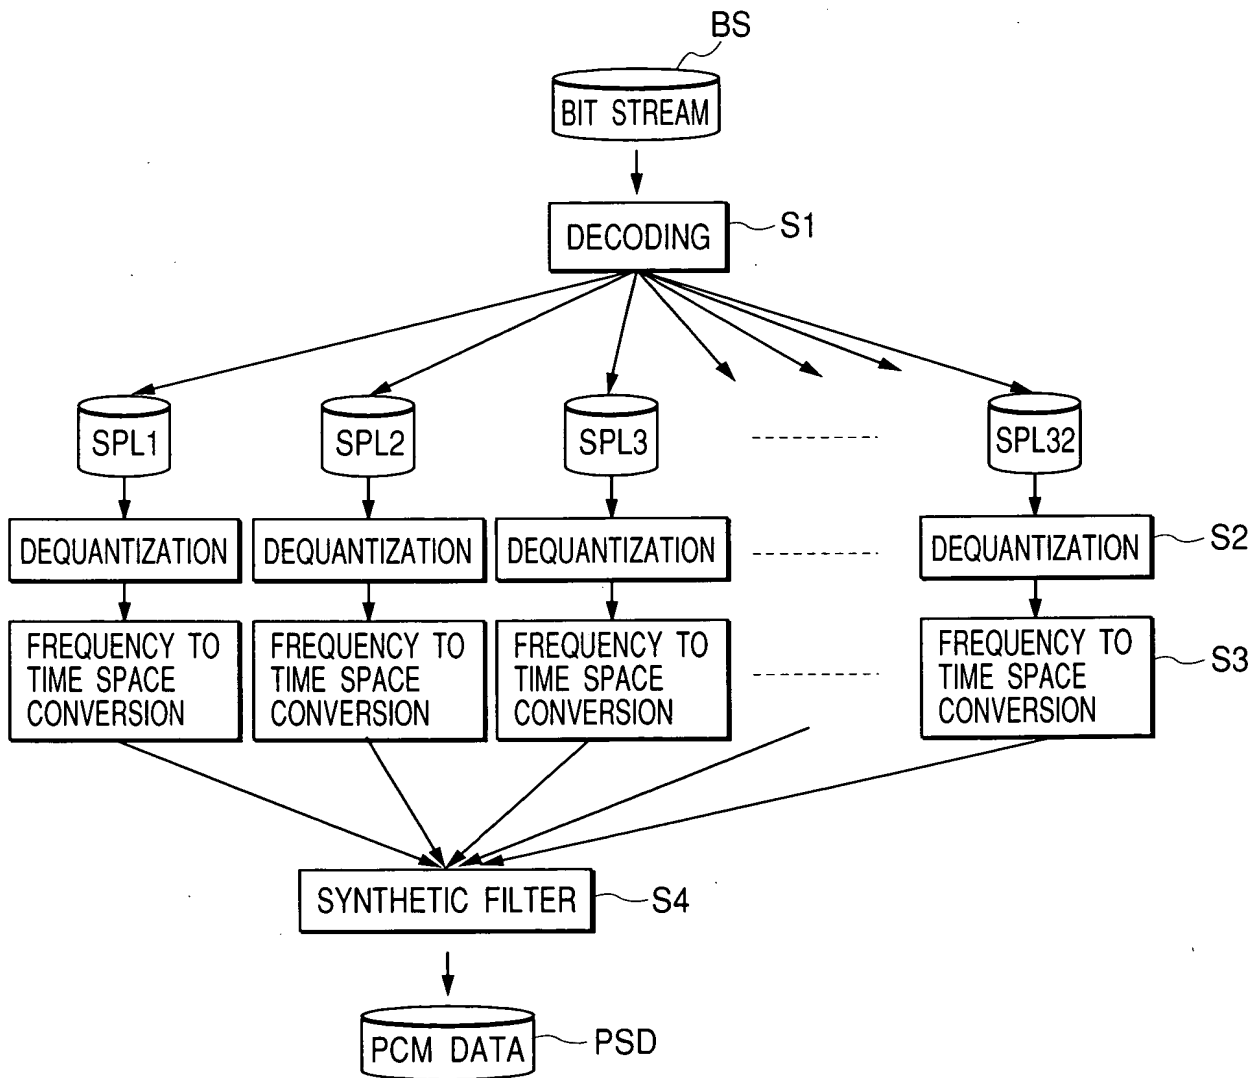 BS
BIT STREAM
DECODING
S1
SPL1
SPL2
SPL3
SPL32
DEQUANTIZATION
DEQUANTIZATION
DEQUANTIZATION
DEQUANTIZATION
S2
FREQUENCY TO
TIME SPACE
CONVERSION
FREQUENCY TO
TIME SPACE
CONVERSION
FREQUENCY TO
TIME SPACE
CONVERSION
FREQUENCY TO
TIME SPACE
CONVERSION
S3
SYNTHETIC FILTER
S4
PCM DATA
PSD